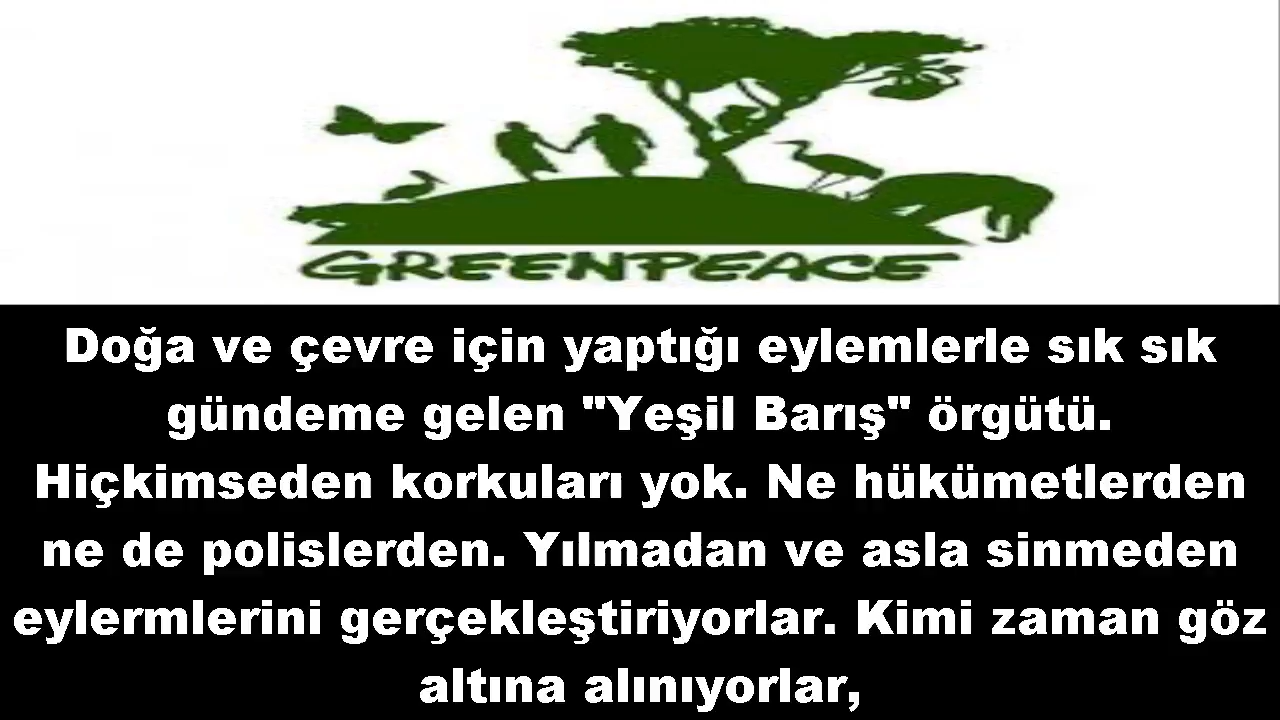 GREENPEACE
Doğa ve çevre için yaptığı eylemlerle sık sık
gündeme gelen "Yeşil Barış" örgütü.
Hiçkimseden korkuları yok. Ne hükümetlerden
ne de polislerden. Yılmadan ve asla sinmeden
eylermlerini gerçekleştiriyorlar. Kimi zaman göz
altına alınıyorlar,